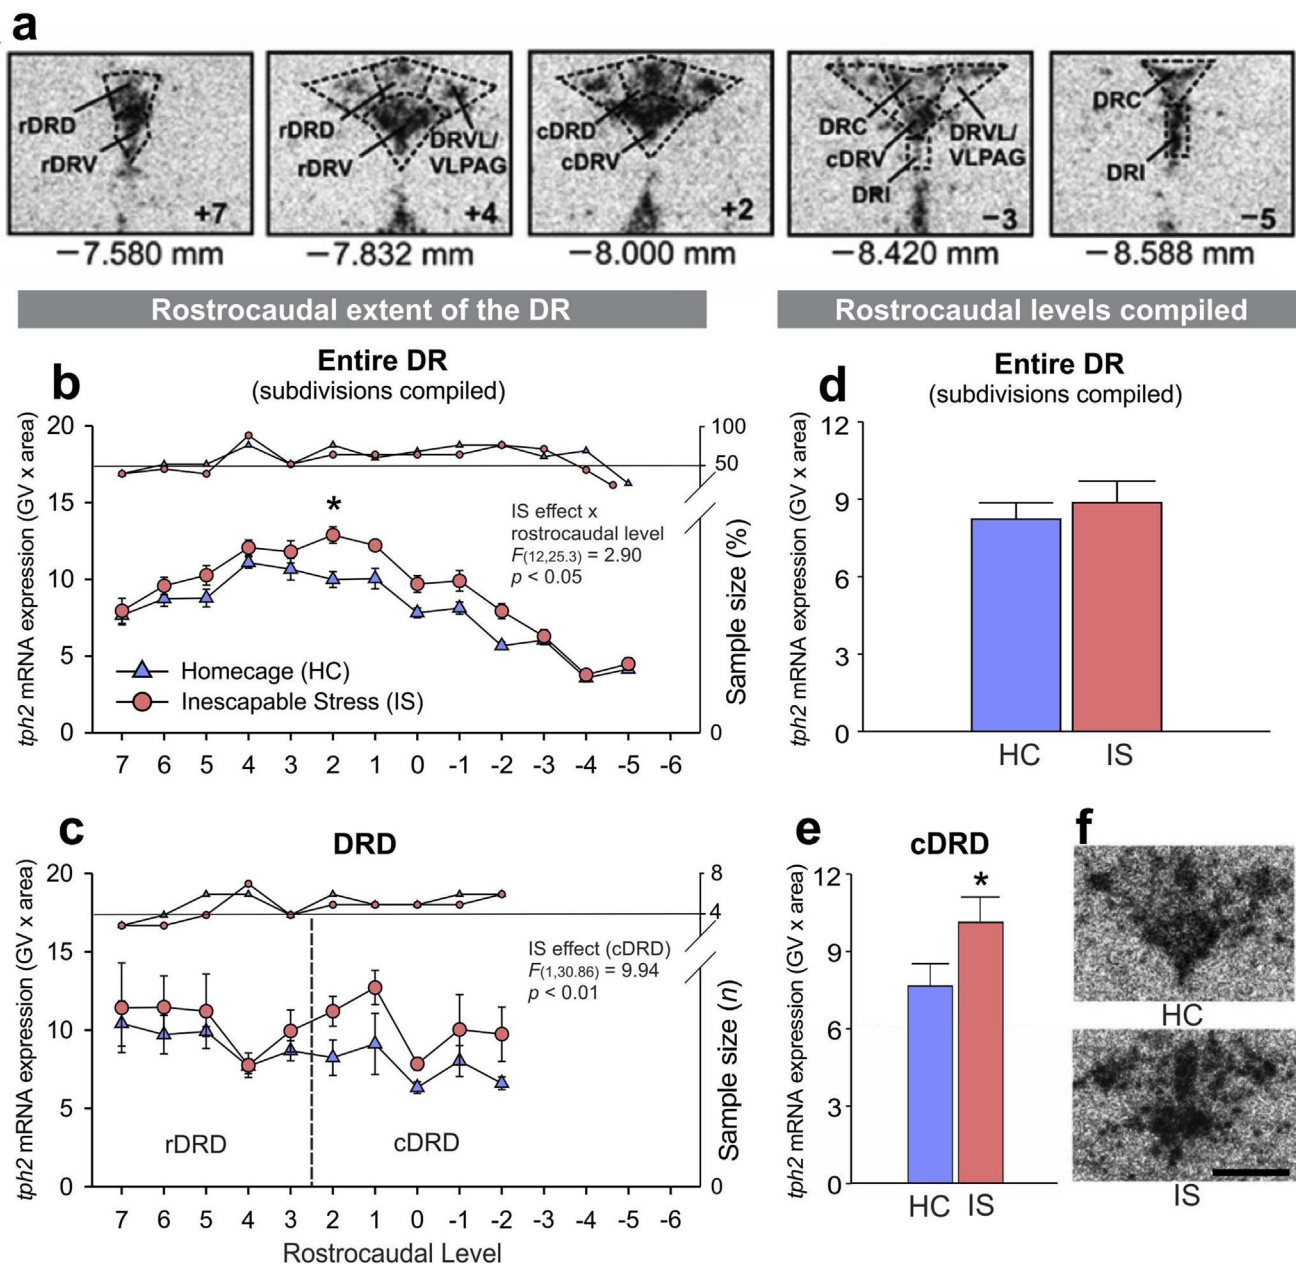 a
rDRD
rDRV
+7
−7.580 mm
rDRD
rDRV
DRVL/
VLPAG
+4
−7.832 mm
cDRD
cDRV
+2
−8.000 mm
DRC
cDRV
DRI
DRVL/
VLPAG
−3
−8.420 mm
DRC
DRI
−5
−8.588 mm
Rostrocaudal extent of the DR
Rostrocaudal levels compiled
b
Entire DR
(subdivisions compiled)
tph2 mRNA expression (GV x area)
20
15
10
5
0
100
50
0
Sample size (%)
*
IS effect x
rostrocaudal level
F(12,25.3) = 2.90
p < 0.05
Homecage (HC)
Inescapable Stress (IS)
7 6 5 4 3 2 1 0 -1 -2 -3 -4 -5 -6
d
Entire DR
(subdivisions compiled)
tph2 mRNA expression (GV x area)
12
9
6
3
0
HC IS
c
DRD
tph2 mRNA expression (GV x area)
20
15
10
5
0
8
4
0
Sample size (n)
IS effect (cDRD)
F(1,30.86) = 9.94
p < 0.01
rDRD
cDRD
7 6 5 4 3 2 1 0 -1 -2 -3 -4 -5 -6
Rostrocaudal Level
e
cDRD
tph2 mRNA expression (GV x area)
12
9
6
3
0
*
HC IS
f
HC
IS